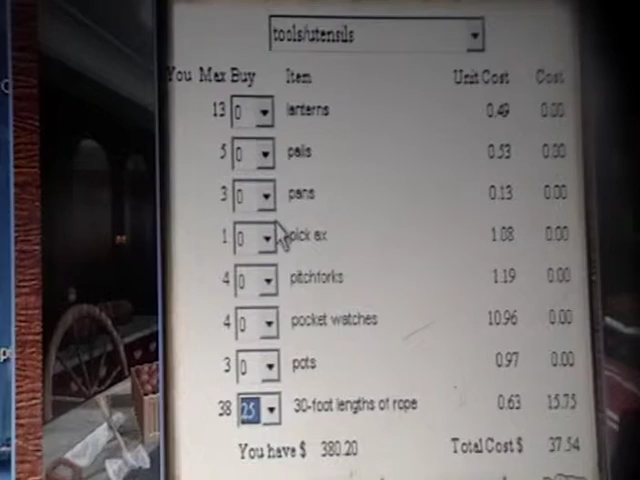 tools/utensils
You Max Buy Item Unit Cost Cost
13 0 lanterns 0.49 0.00
5 0 pails 0.53 0.00
3 0 pans 0.13 0.00
1 0 pick ax 1.08 0.00
4 0 pitchforks 1.19 0.00
4 0 pocket watches 10.96 0.00
3 0 pots 0.97 0.00
38 25 30-foot lengths of rope 0.63 15.75
You have $ 380.20 Total Cost $ 37.54